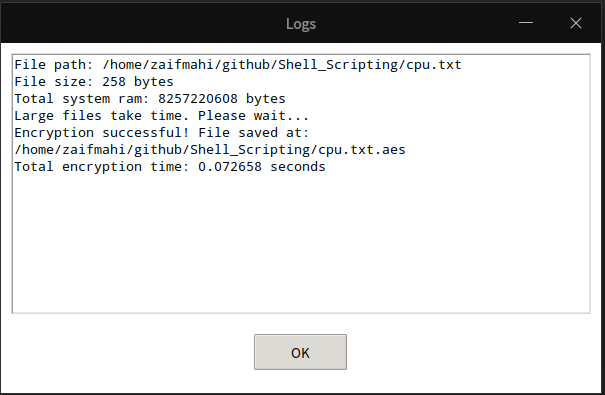 Logs
File path: /home/zaifmahi/github/Shell_Scripting/cpu.txt
File size: 258 bytes
Total system ram: 8257220608 bytes
Large files take time. Please wait...
Encryption successful! File saved at:
/home/zaifmahi/github/Shell_Scripting/cpu.txt.aes
Total encryption time: 0.072658 seconds
OK